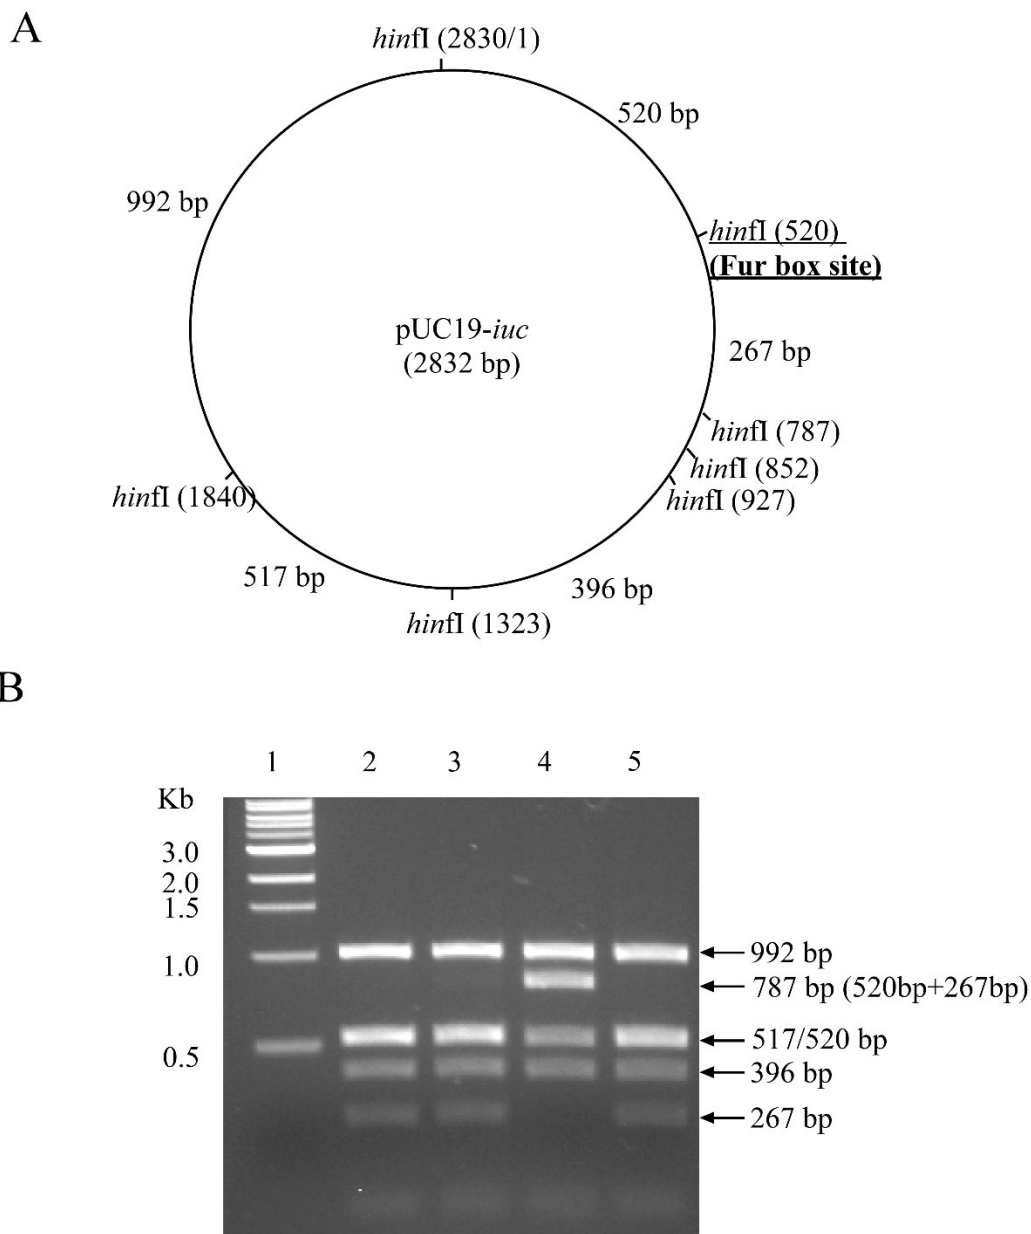 A
hinfI (2830/1)
520 bp
992 bp
hinfI (520)
(Fur box site)
pUC19-iuc
(2832 bp)
267 bp
hinfI (787)
hinfI (852)
hinfI (927)
hinfI (1840)
517 bp
396 bp
hinfI (1323)
B
1 2 3 4 5
Kb
3.0
2.0
1.5
1.0
0.5
992 bp
787 bp (520bp+267bp)
517/520 bp
396 bp
267 bp